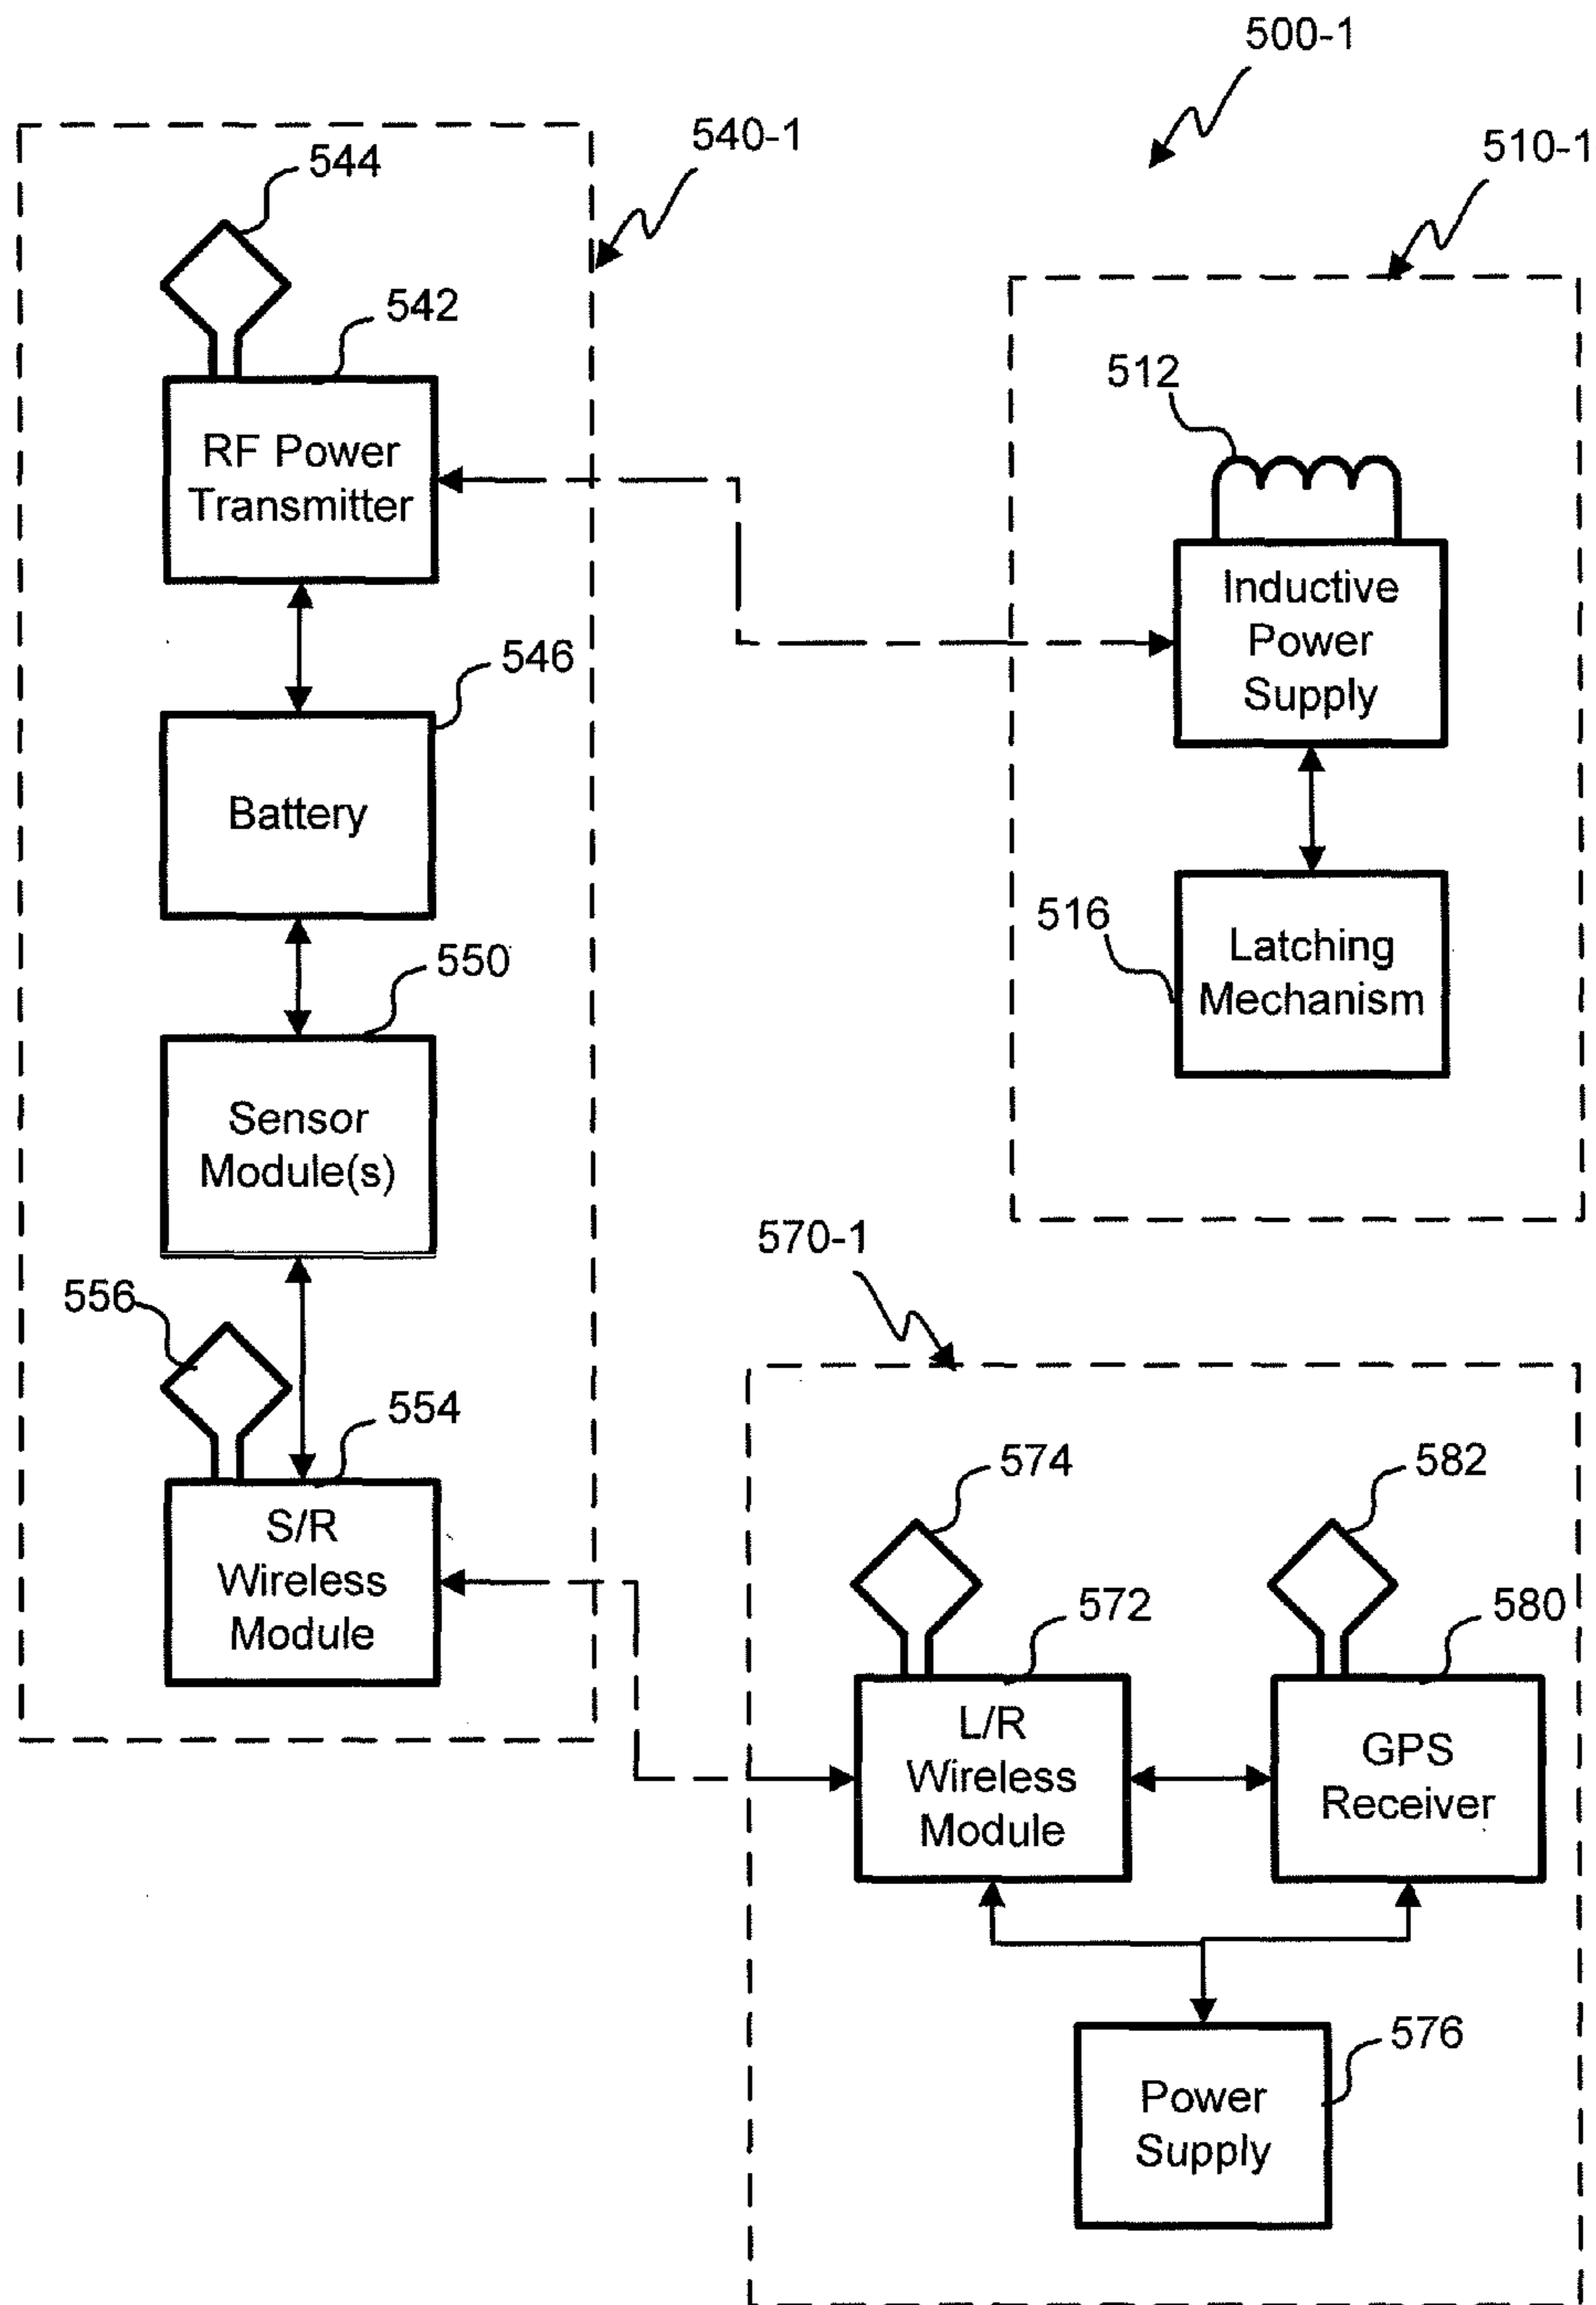 500-1
540-1
510-1
544
542
RF Power
Transmitter
512
Inductive
Power
Supply
546
Battery
516
Latching
Mechanism
550
Sensor
Module(s)
570-1
556
554
S/R
Wireless
Module
574
582
572
580
L/R
Wireless
Module
GPS
Receiver
576
Power
Supply